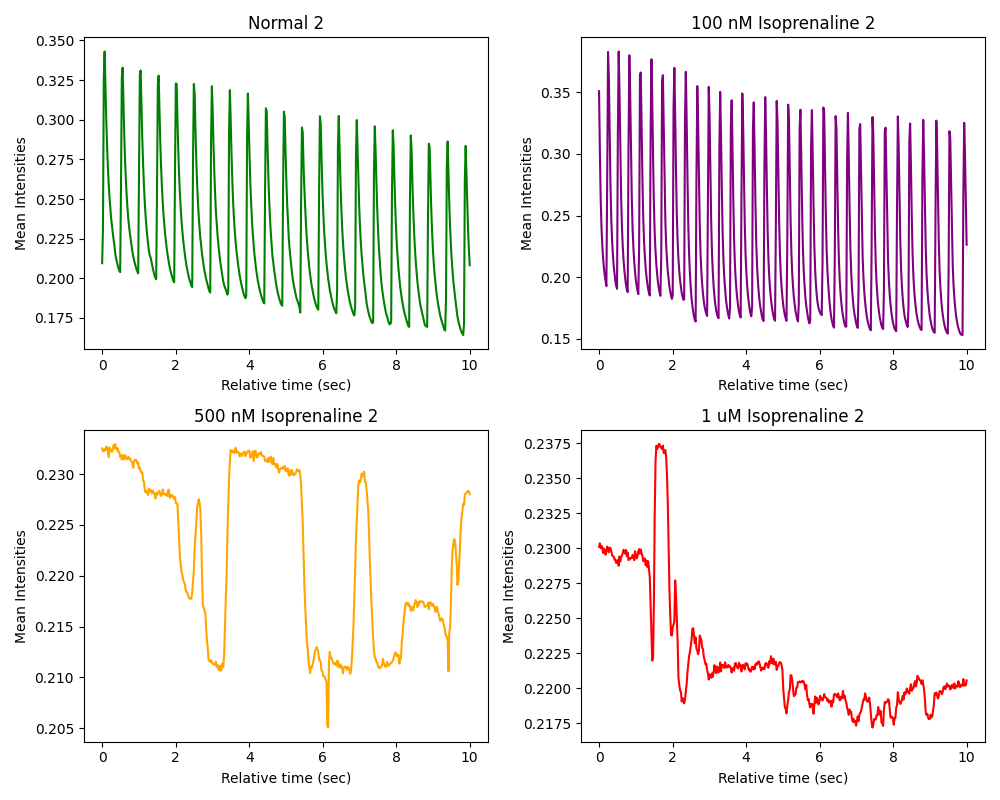 Normal 2
0.350
0.325
0.300
0.275
0.250
0.225
0.200
0.175
Mean Intensities
0 2 4 6 8 10
Relative time (sec)
100 nM Isoprenaline 2
0.35
0.30
0.25
0.20
0.15
Mean Intensities
0 2 4 6 8 10
Relative time (sec)
500 nM Isoprenaline 2
0.230
0.225
0.220
0.215
0.210
0.205
Mean Intensities
0 2 4 6 8 10
Relative time (sec)
1 uM Isoprenaline 2
0.2375
0.2350
0.2325
0.2300
0.2275
0.2250
0.2225
0.2200
0.2175
Mean Intensities
0 2 4 6 8 10
Relative time (sec)